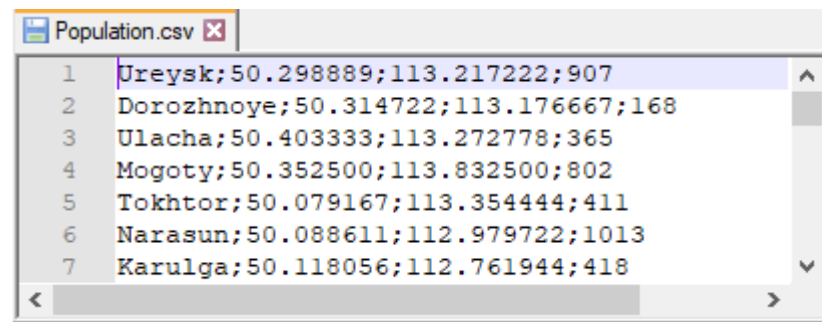 Population.csv
1 Ureysk;50.298889;113.217222;907
2 Dorozhnoye;50.314722;113.176667;168
3 Ulacha;50.403333;113.272778;365
4 Mogoty;50.352500;113.832500;802
5 Tokhtor;50.079167;113.354444;411
6 Narasun;50.088611;112.979722;1013
7 Karulga;50.118056;112.761944;418